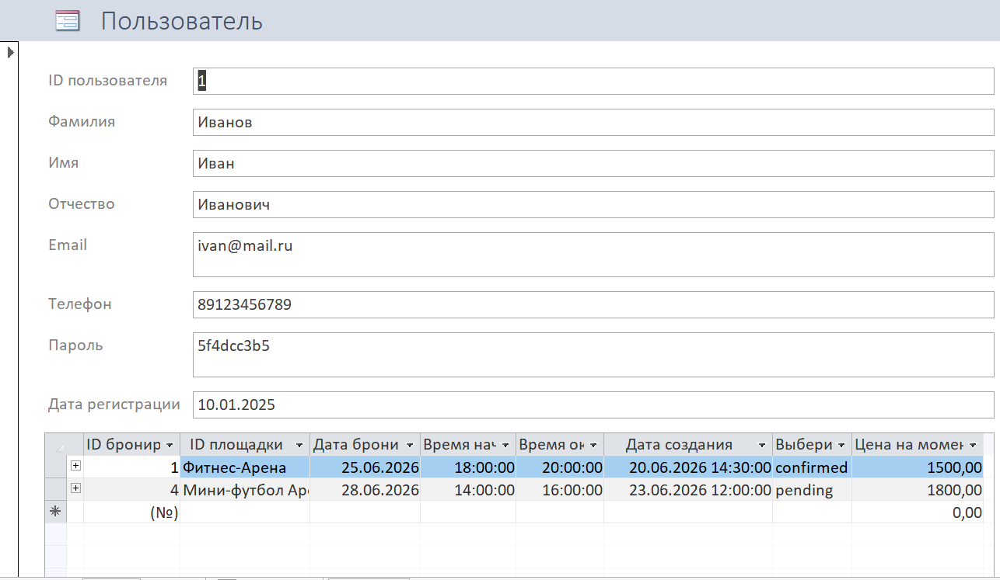 Пользователь
ID пользователя 1
Фамилия Иванов
Имя Иван
Отчество Иванович
Email ivan@mail.ru
Телефон 89123456789
Пароль 5f4dcc3b5
Дата регистрации 10.01.2025
ID бронир ID площадки Дата брони Время нач Время ок Дата создания Выбери Цена на момен
1 Фитнес-Арена 25.06.2026 18:00:00 20:00:00 20.06.2026 14:30:00 confirmed 1500,00
4 Мини-футбол Аре 28.06.2026 14:00:00 16:00:00 23.06.2026 12:00:00 pending 1800,00
(№) 0,00